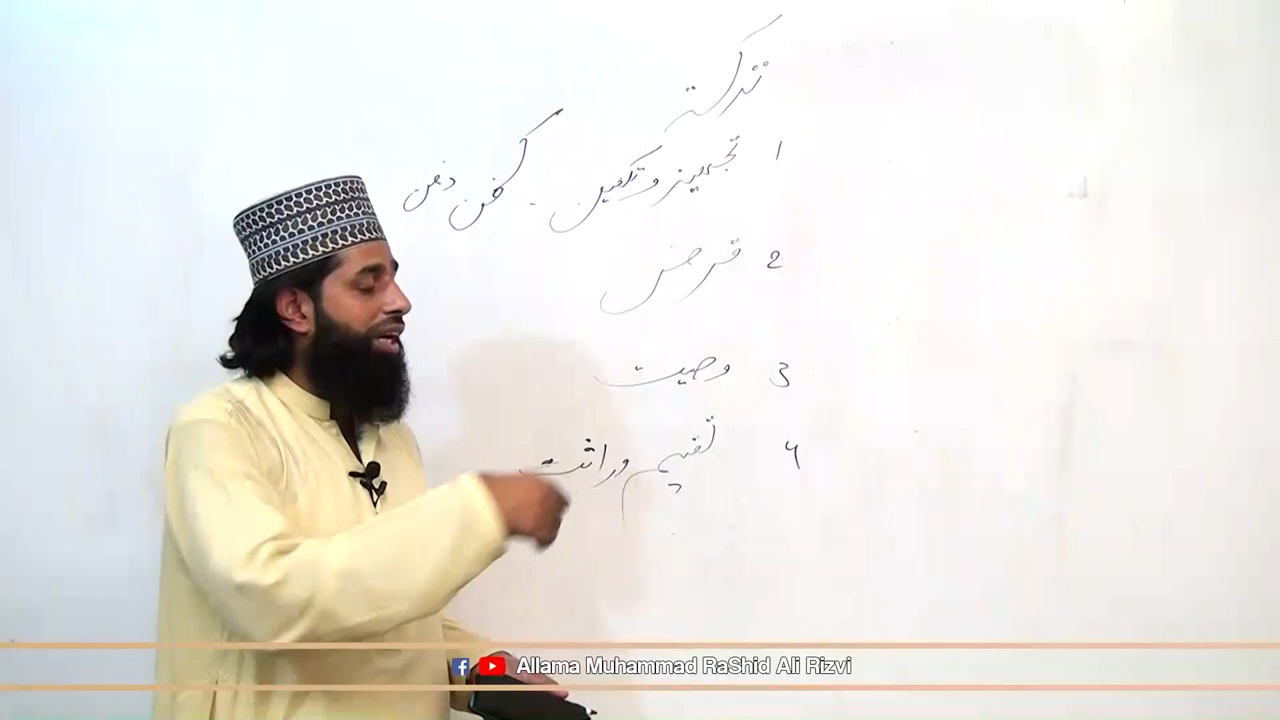 ترکہ
1 تجہیز و تکفین . کفن دفن
2 قرض
3 وصیت
4 تقسیم وراثت
Allama Muhammad RaShid Ali Rizvi